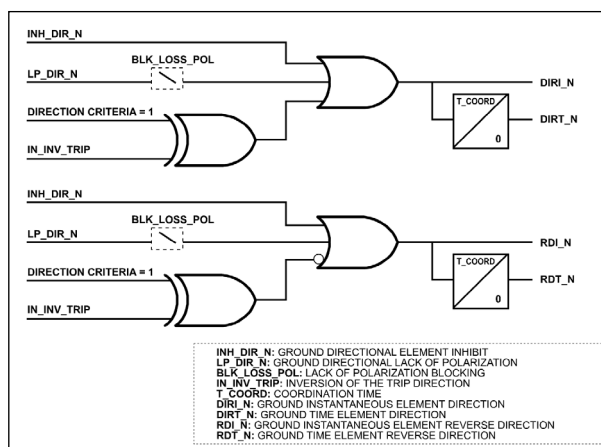 INH_DIR_N
BLK_LOSS_POL
LP_DIR_N
DIRI_N
T_COORD
DIRECTION CRITERIA = 1
DIRT_N
0
IN_INV_TRIP
INH_DIR_N
BLK_LOSS_POL
LP_DIR_N
RDI_N
T_COORD
DIRECTION CRITERIA = 1
RDT_N
0
IN_INV_TRIP
INH_DIR_N: GROUND DIRECTIONAL ELEMENT INHIBIT
LP_DIR_N: GROUND DIRECTIONAL LACK OF POLARIZATION
BLK_LOSS_POL: LACK OF POLARIZATION BLOCKING
IN_INV_TRIP: INVERSION OF THE TRIP DIRECTION
T_COORD: COORDINATION TIME
DIRI_N: GROUND INSTANTANEOUS ELEMENT DIRECTION
DIRT_N: GROUND TIME ELEMENT DIRECTION
RDI_N: GROUND INSTANTANEOUS ELEMENT REVERSE DIRECTION
RDT_N: GROUND TIME ELEMENT REVERSE DIRECTION